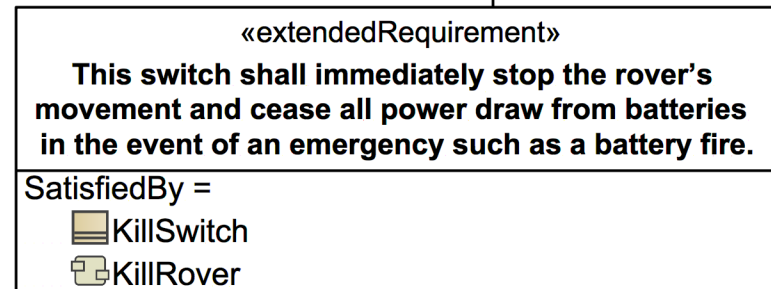 «extendedRequirement»
This switch shall immediately stop the rover’s
movement and cease all power draw from batteries
in the event of an emergency such as a battery fire.
SatisfiedBy =
KillSwitch
KillRover